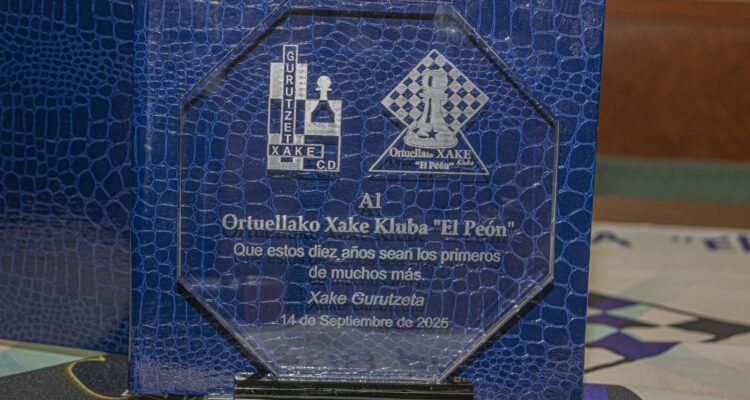 GURUTZETA
XAKE
C.D.
Ortuellako XAKE
"El Peón" Kluba
Al
Ortuellako Xake Kluba "El Peón"
Que estos diez años sean los primeros
de muchos más.
Xake Gurutzeta
14 de Septiembre de 2025
A "El